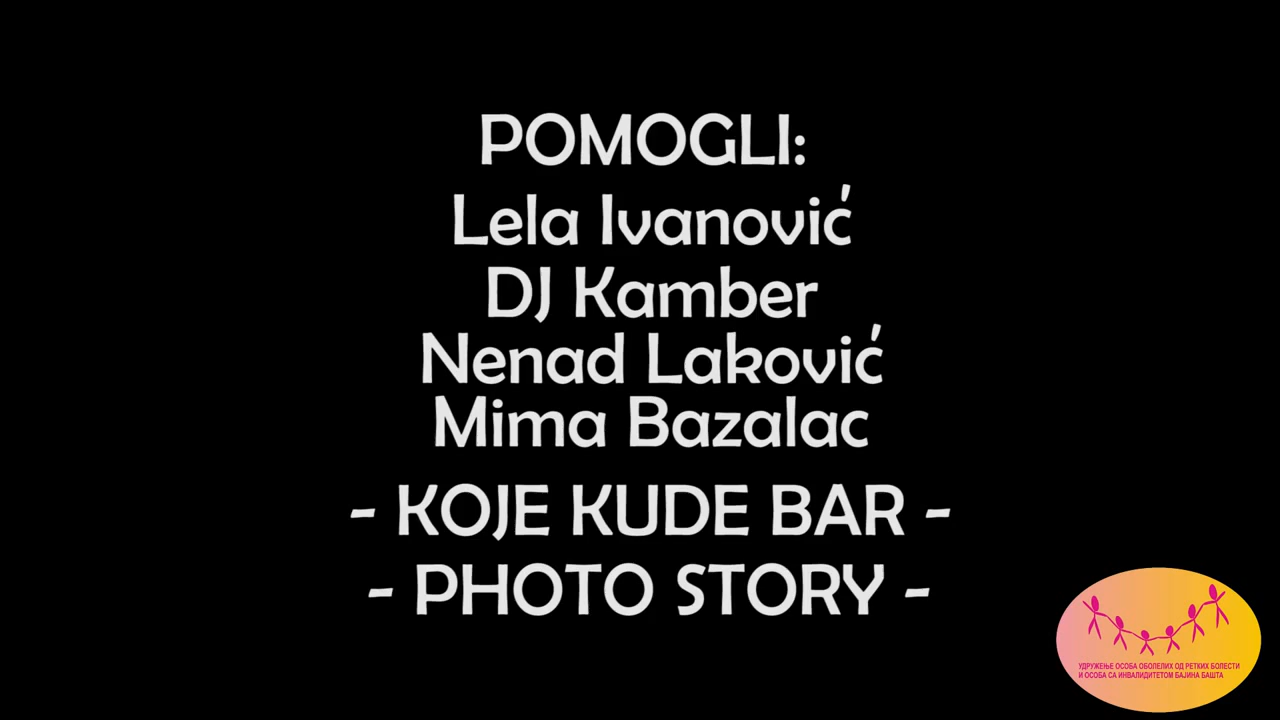 POMOGLI:
Lela Ivanović
DJ Kamber
Nenad Laković
Mima Bazalac
- KOJE KUDE BAR -
- PHOTO STORY -
УДРУЖЕЊЕ ОСОБА ОБОЛЕЛИХ ОД РЕТКИХ БОЛЕСТИ
И ОСОБА СА ИНВАЛИДИТЕТОМ БАЈИНА БАШТА